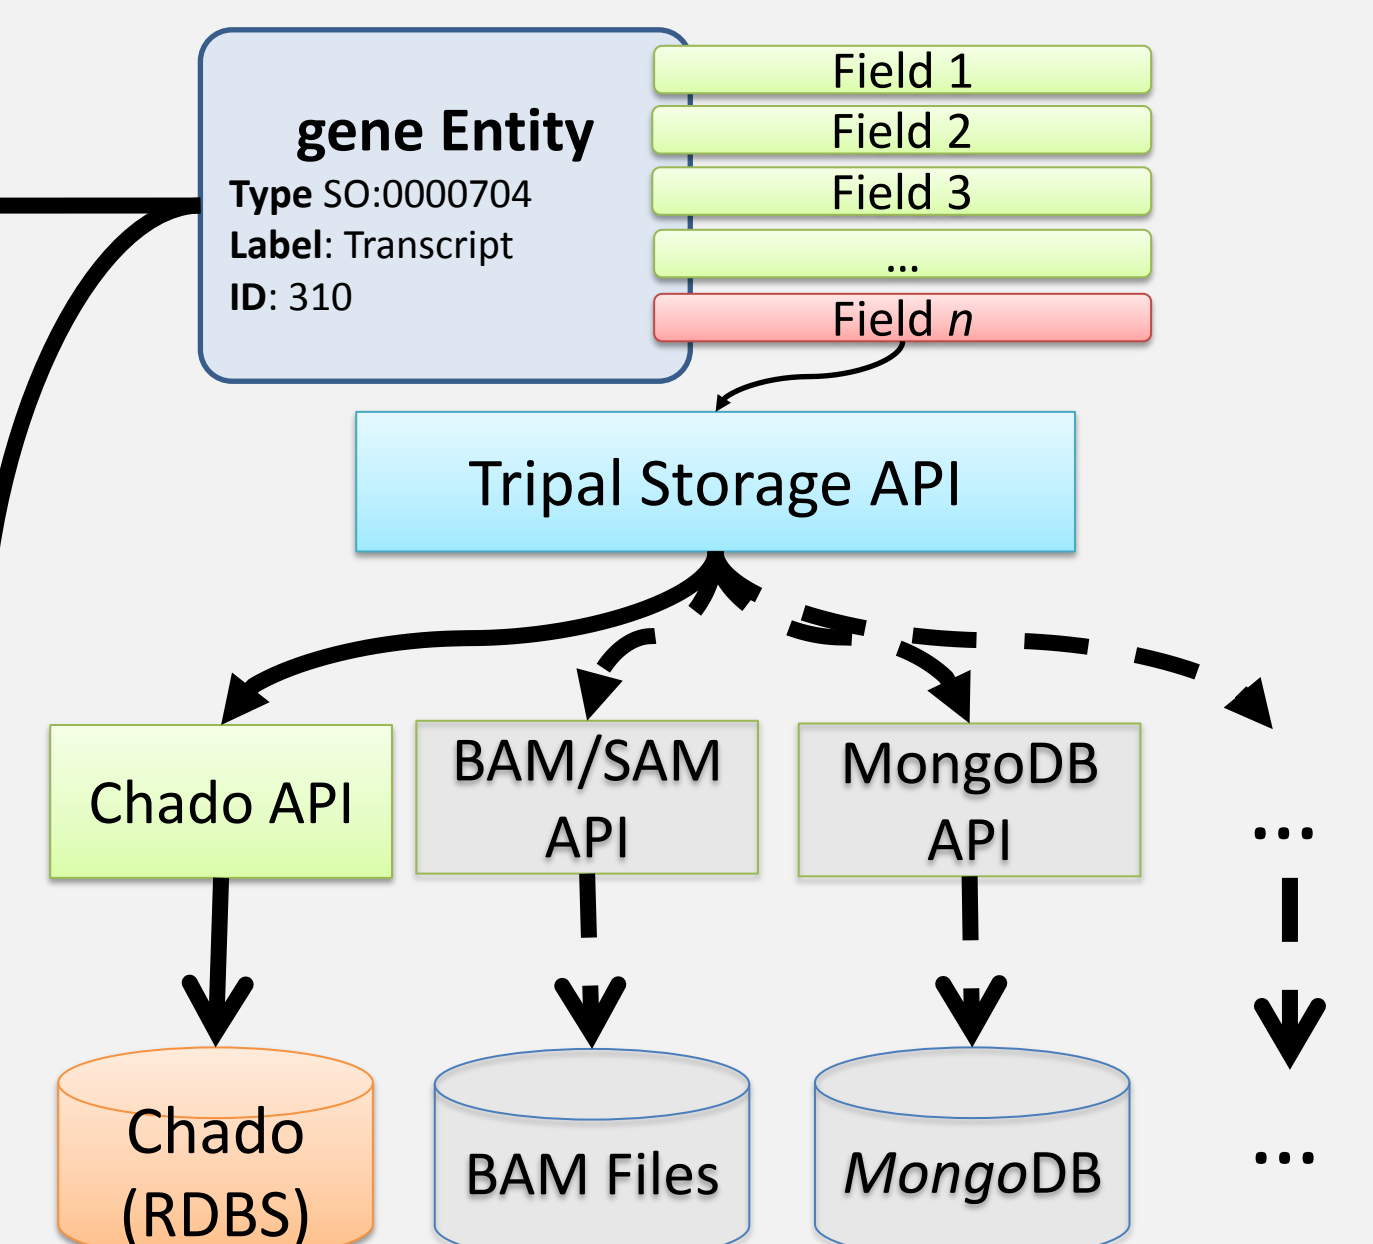 gene Entity
Type SO:0000704
Label: Transcript
ID: 310
Field 1
Field 2
Field 3
...
Field n
Tripal Storage API
Chado API
BAM/SAM
API
MongoDB
API
...
Chado
(RDBS)
BAM Files
MongoDB
...